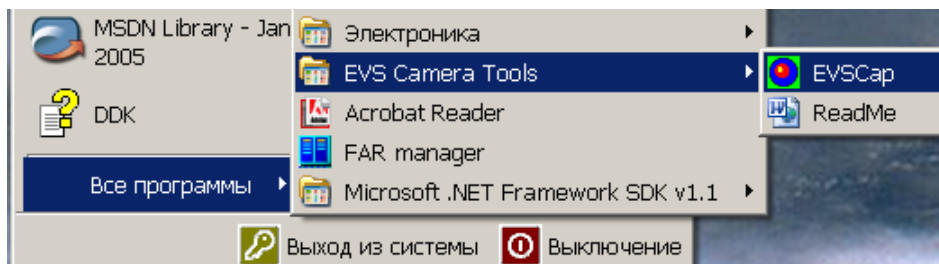 MSDN Library - Jan
2005
DDK
Все программы
Электроника
EVS Camera Tools
Acrobat Reader
FAR manager
Microsoft .NET Framework SDK v1.1
EVSCap
ReadMe
Выход из системы
Выключение